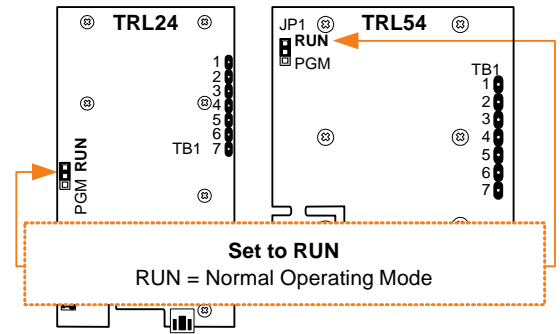 TRL24
1
2
3
4
5
6
TB1 7
RUN
PGM
JP1
TRL54
RUN
PGM
TB1
1
2
3
4
5
6
7
Set to RUN
RUN = Normal Operating Mode